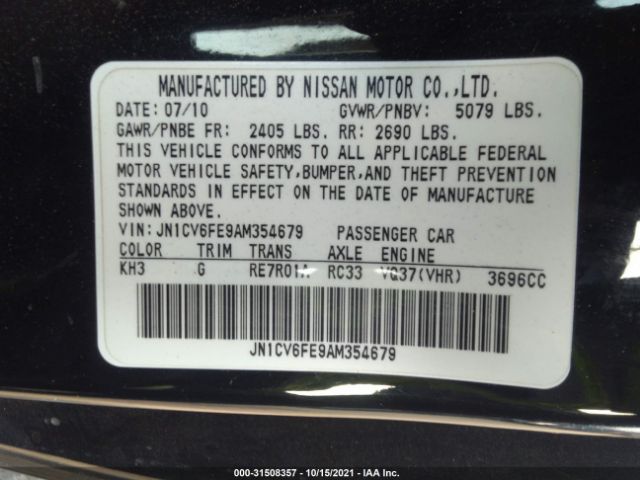 MANUFACTURED BY NISSAN MOTOR CO.,LTD.
DATE: 07/10 GVWR/PNBV: 5079 LBS.
GAWR/PNBE FR: 2405 LBS. RR: 2690 LBS.
THIS VEHICLE CONFORMS TO ALL APPLICABLE FEDERAL
MOTOR VEHICLE SAFETY,BUMPER,AND THEFT PREVENTION
STANDARDS IN EFFECT ON THE DATE OF MANUFACTURE
SHOWN ABOVE.
VIN:JN1CV6FE9AM354679 PASSENGER CAR
COLOR TRIM TRANS AXLE ENGINE
KH3 G RE7R01A RC33 VQ37(VHR) 3696CC
JN1CV6FE9AM354679
000-31508357 - 10/15/2021 - IAA Inc.